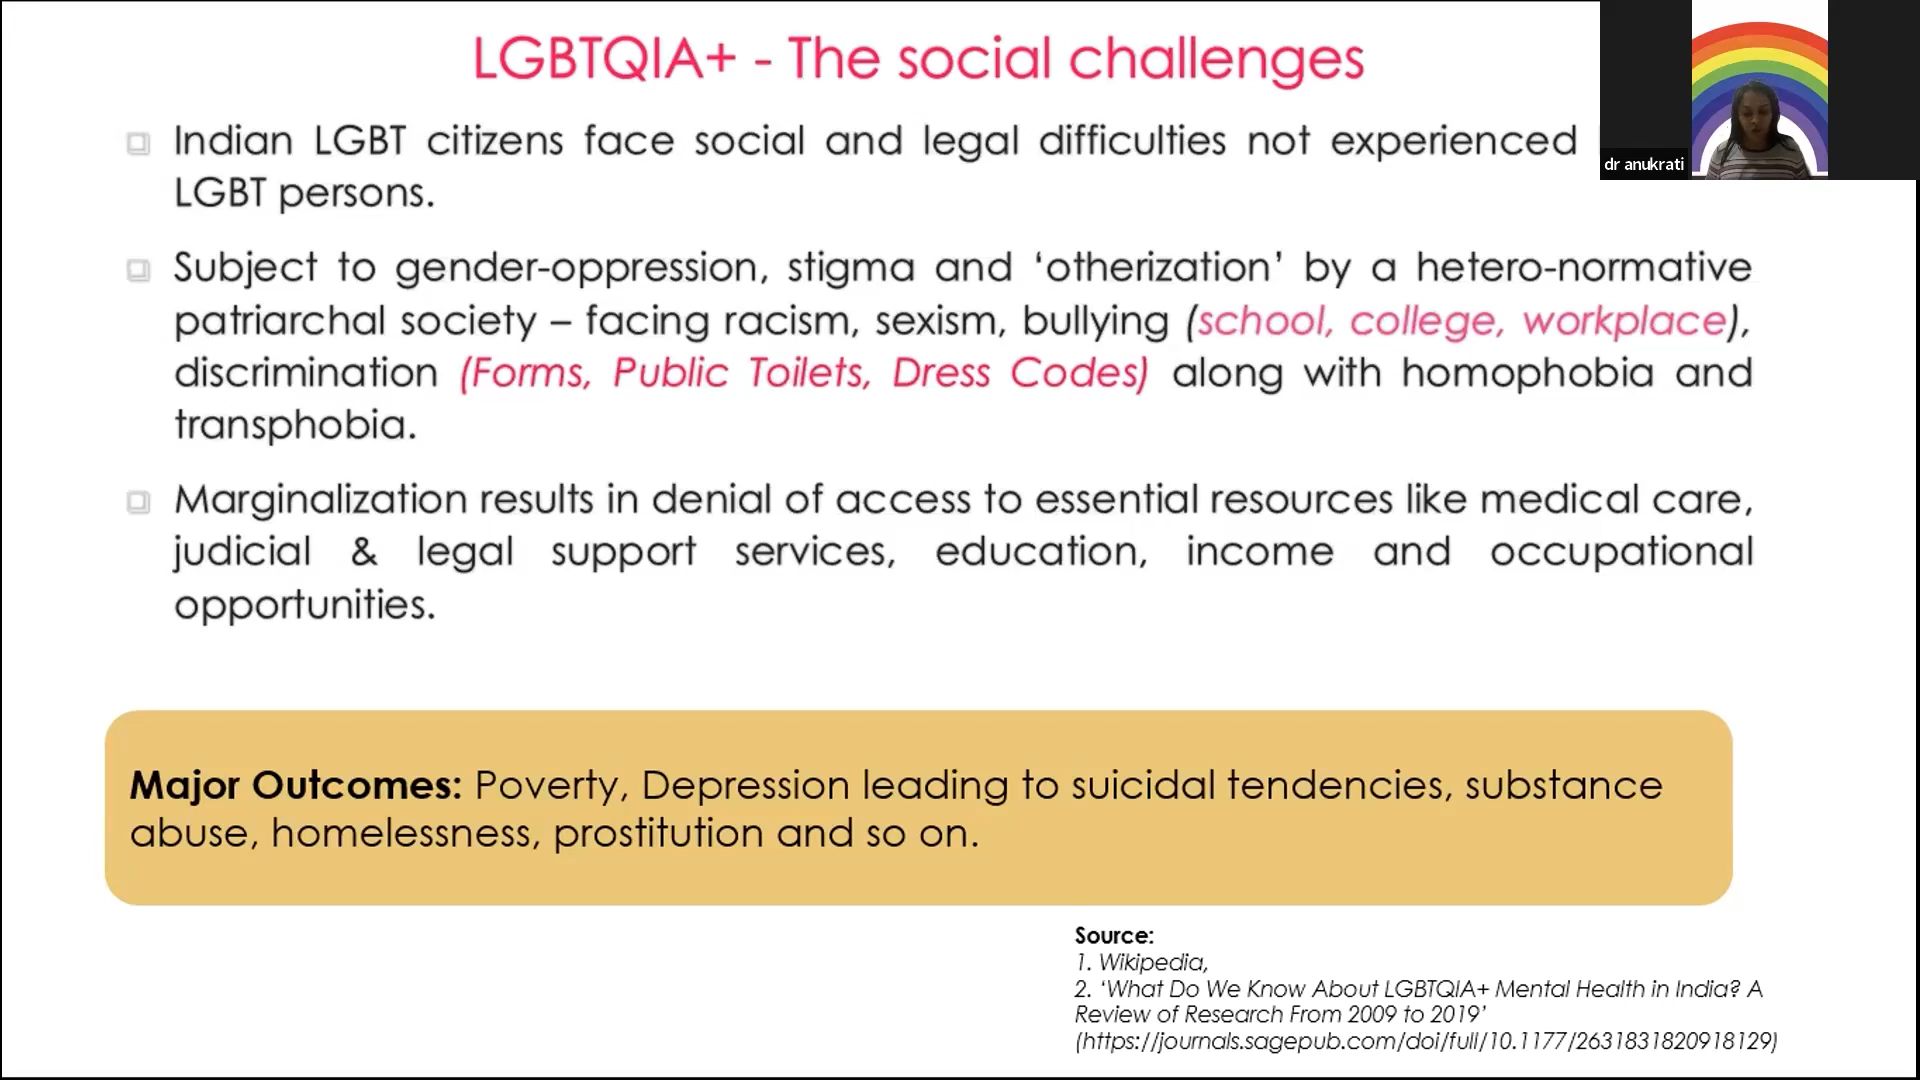 LGBTQIA+ - The social challenges
Indian LGBT citizens face social and legal difficulties not experienced
LGBT persons.
Subject to gender-oppression, stigma and ‘otherization’ by a hetero-normative
patriarchal society – facing racism, sexism, bullying (school, college, workplace),
discrimination (Forms, Public Toilets, Dress Codes) along with homophobia and
transphobia.
Marginalization results in denial of access to essential resources like medical care,
judicial & legal support services, education, income and occupational
opportunities.
Major Outcomes: Poverty, Depression leading to suicidal tendencies, substance
abuse, homelessness, prostitution and so on.
Source:
1. Wikipedia,
2. ‘What Do We Know About LGBTQIA+ Mental Health in India? A
Review of Research From 2009 to 2019’
(https://journals.sagepub.com/doi/full/10.1177/2631831820918129)
dr anukrati